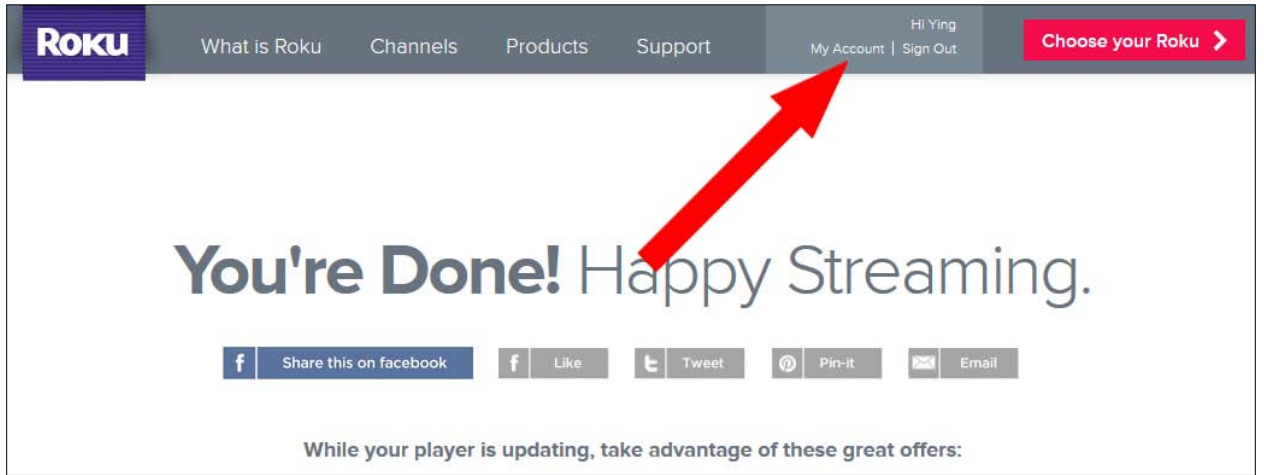 Roku
What is Roku Channels Products Support
Hi Ying
My Account | Sign Out
Choose your Roku
You're Done! Happy Streaming.
f Share this on facebook f Like t Tweet Pin-it Email
While your player is updating, take advantage of these great offers: